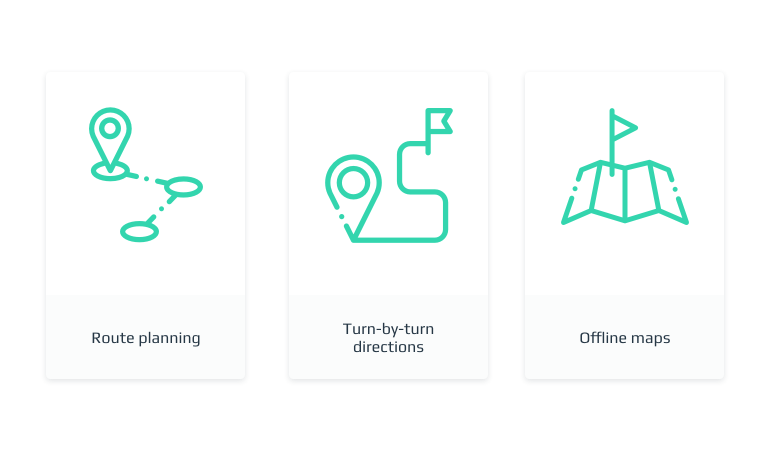 Route planning
Turn-by-turn
directions
Offline maps